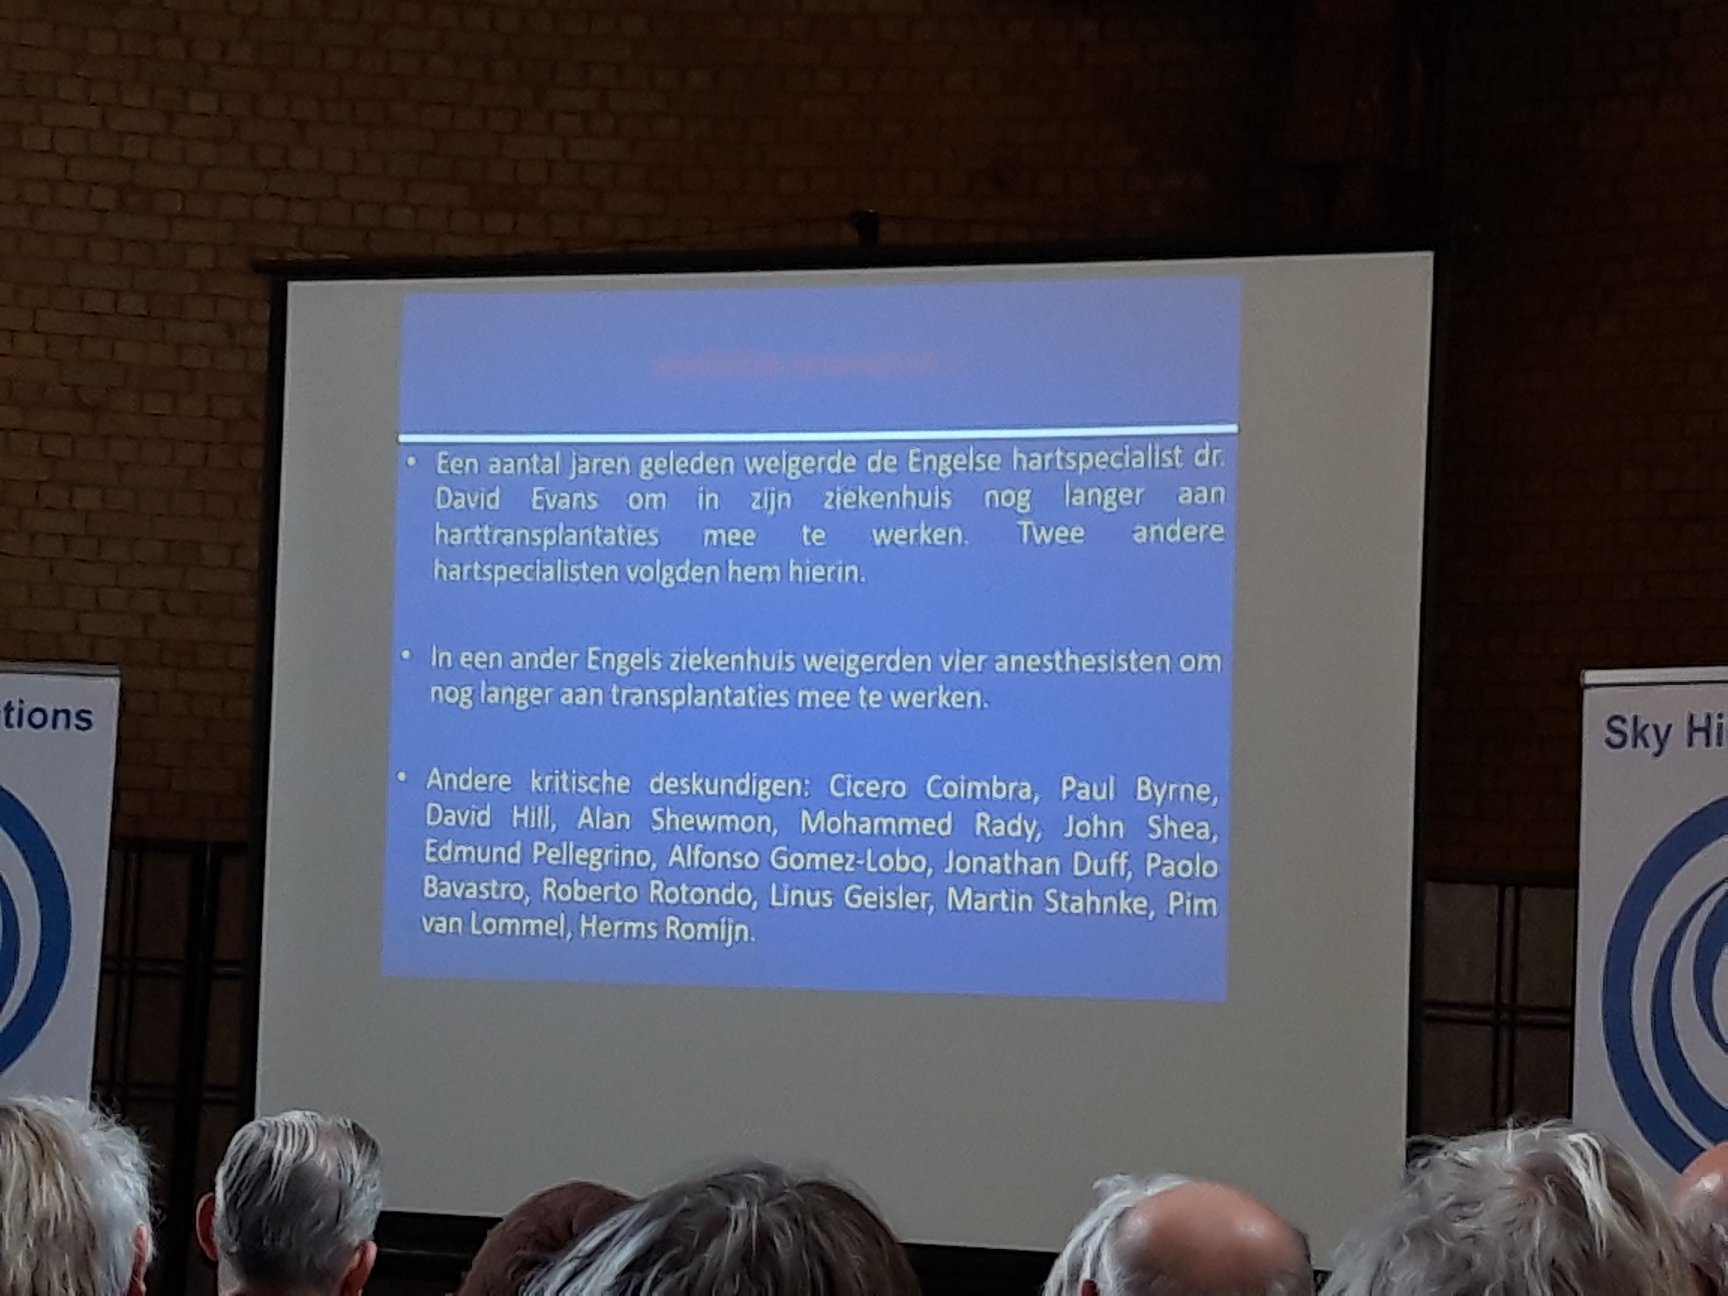 • Een aantal jaren geleden weigerde de Engelse hartspecialist dr.
David Evans om in zijn ziekenhuis nog langer aan
harttransplantaties mee te werken. Twee andere
hartspecialisten volgden hem hierin.
• In een ander Engels ziekenhuis weigerden vier anesthesisten om
nog langer aan transplantaties mee te werken.
• Andere kritische deskundigen: Cicero Coimbra, Paul Byrne,
David Hill, Alan Shewmon, Mohammed Rady, John Shea,
Edmund Pellegrino, Alfonso Gomez-Lobo, Jonathan Duff, Paolo
Bavastro, Roberto Rotondo, Linus Geisler, Martin Stahnke, Pim
van Lommel, Herms Romijn.
tions
Sky Hi